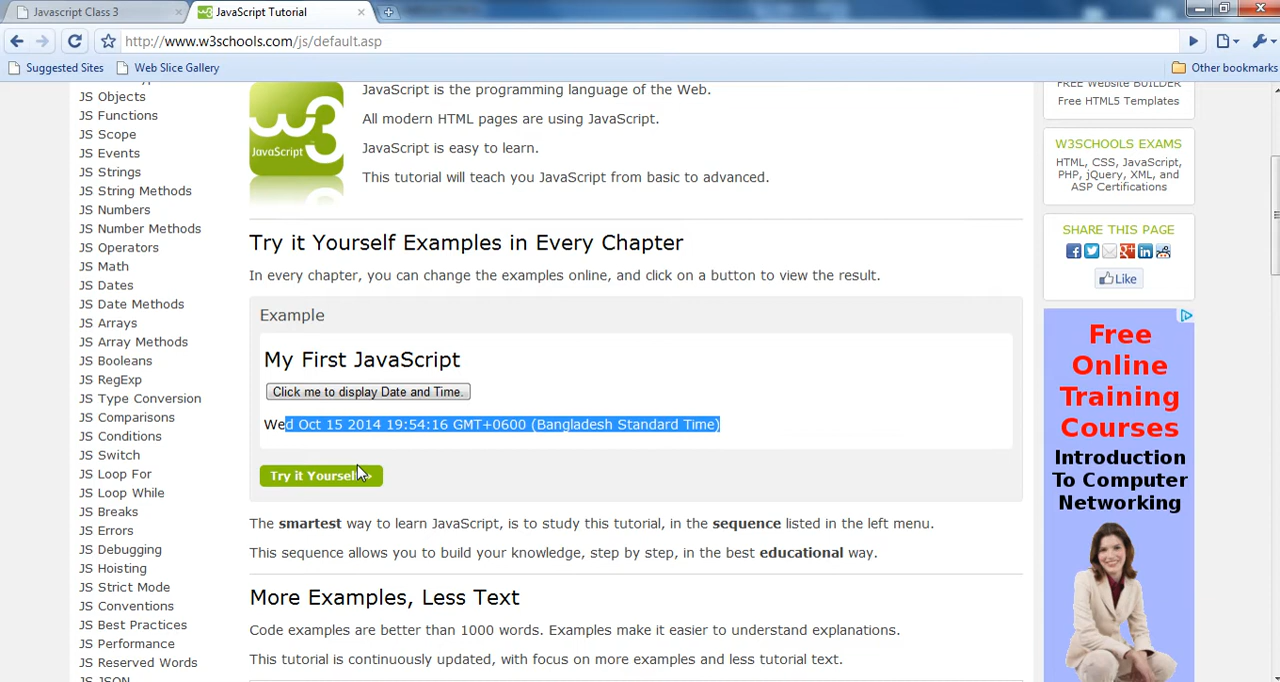 Javascript Class 3
JavaScript Tutorial
http://www.w3schools.com/js/default.asp
Suggested Sites
Web Slice Gallery
Other bookmarks
JS Objects
JS Functions
JS Scope
JS Events
JS Strings
JS String Methods
JS Numbers
JS Number Methods
JS Operators
JS Math
JS Dates
JS Date Methods
JS Arrays
JS Array Methods
JS Booleans
JS RegExp
JS Type Conversion
JS Comparisons
JS Conditions
JS Switch
JS Loop For
JS Loop While
JS Breaks
JS Errors
JS Debugging
JS Hoisting
JS Strict Mode
JS Conventions
JS Best Practices
JS Performance
JS Reserved Words
JS JSON
w3
JavaScript
JavaScript is the programming language of the Web.
All modern HTML pages are using JavaScript.
JavaScript is easy to learn.
This tutorial will teach you JavaScript from basic to advanced.
Try it Yourself Examples in Every Chapter
In every chapter, you can change the examples online, and click on a button to view the result.
Example
My First JavaScript
Click me to display Date and Time.
Wed Oct 15 2014 19:54:16 GMT+0600 (Bangladesh Standard Time)
Try it Yourself »
The smartest way to learn JavaScript, is to study this tutorial, in the sequence listed in the left menu.
This sequence allows you to build your knowledge, step by step, in the best educational way.
More Examples, Less Text
Code examples are better than 1000 words. Examples make it easier to understand explanations.
This tutorial is continuously updated, with focus on more examples and less tutorial text.
FREE Website BUILDER
Free HTML5 Templates
W3SCHOOLS EXAMS
HTML, CSS, JavaScript,
PHP, jQuery, XML, and
ASP Certifications
SHARE THIS PAGE
Like
Free
Online
Training
Courses
Introduction
To Computer
Networking